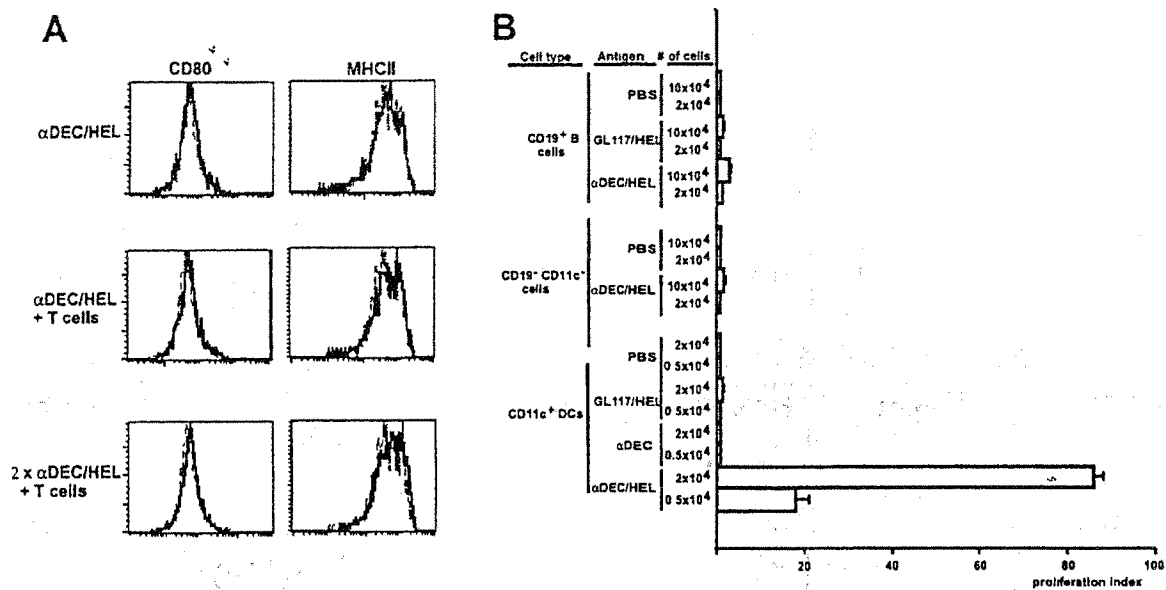 A
CD80
MHCII
αDEC/HEL
αDEC/HEL
+ T cells
2 x αDEC/HEL
+ T cells
B
Cell type Antigen # of cells
CD19+ B
cells
PBS 10x10⁴
2x10⁴
GL117/HEL 10x10⁴
2x10⁴
αDEC/HEL 10x10⁴
2x10⁴
CD19- CD11c-
cells
PBS 10x10⁴
2x10⁴
αDEC/HEL 10x10⁴
2x10⁴
CD11c+ DCs
PBS 2x10⁴
0 5x10⁴
GL117/HEL 2x10⁴
0 5x10⁴
αDEC 2x10⁴
0.5x10⁴
αDEC/HEL 2x10⁴
0 5x10⁴
20 40 60 80 100
proliferation index